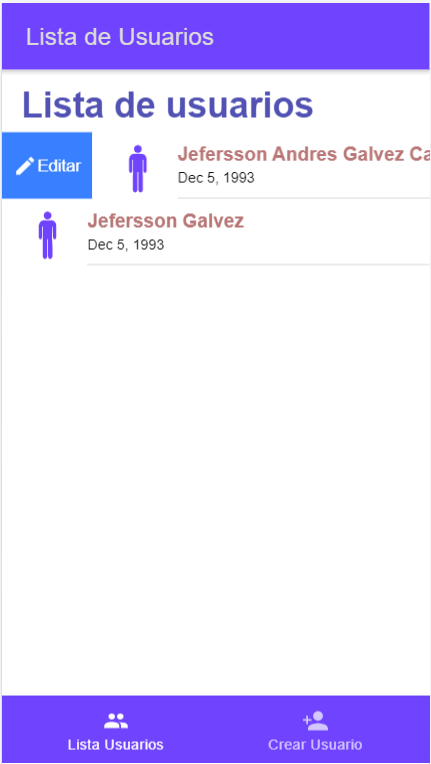 Lista de Usuarios
Lista de usuarios
Editar
Jefersson Andres Galvez Ca
Dec 5, 1993
Jefersson Galvez
Dec 5, 1993
Lista Usuarios
Crear Usuario